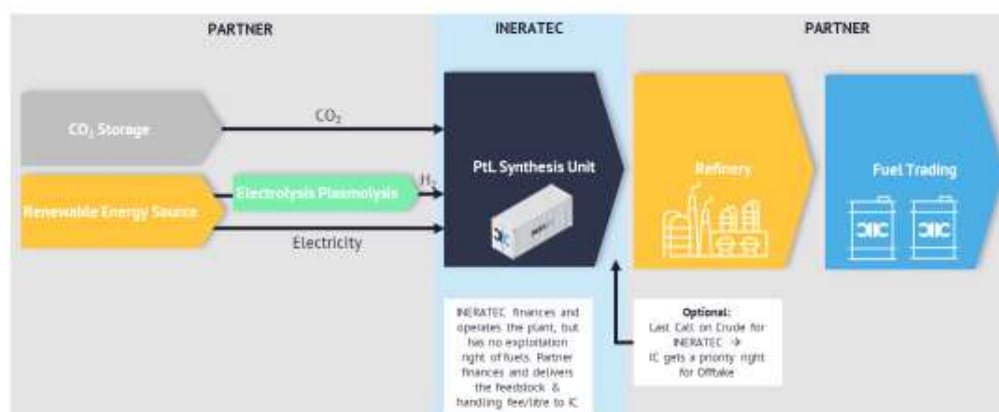 PARTNER
INERATEC
PARTNER
CO₂ Storage
CO₂
PtL Synthesis Unit
Refinery
Fuel Trading
Electrolysis Plasmolysis
H₂
Renewable Energy Source
Electricity
INERATEC finances and
operates the plant, but
has no exploitation
right of fuels. Partner
finances and delivers
the feedstock &
handling fee/litre to IC
Optional:
Last Call on Crude for
INERATEC →
IC gets a priority right
for Offtake